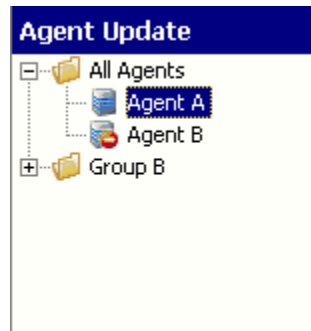 Agent Update
All Agents
Agent A
Agent B
Group B